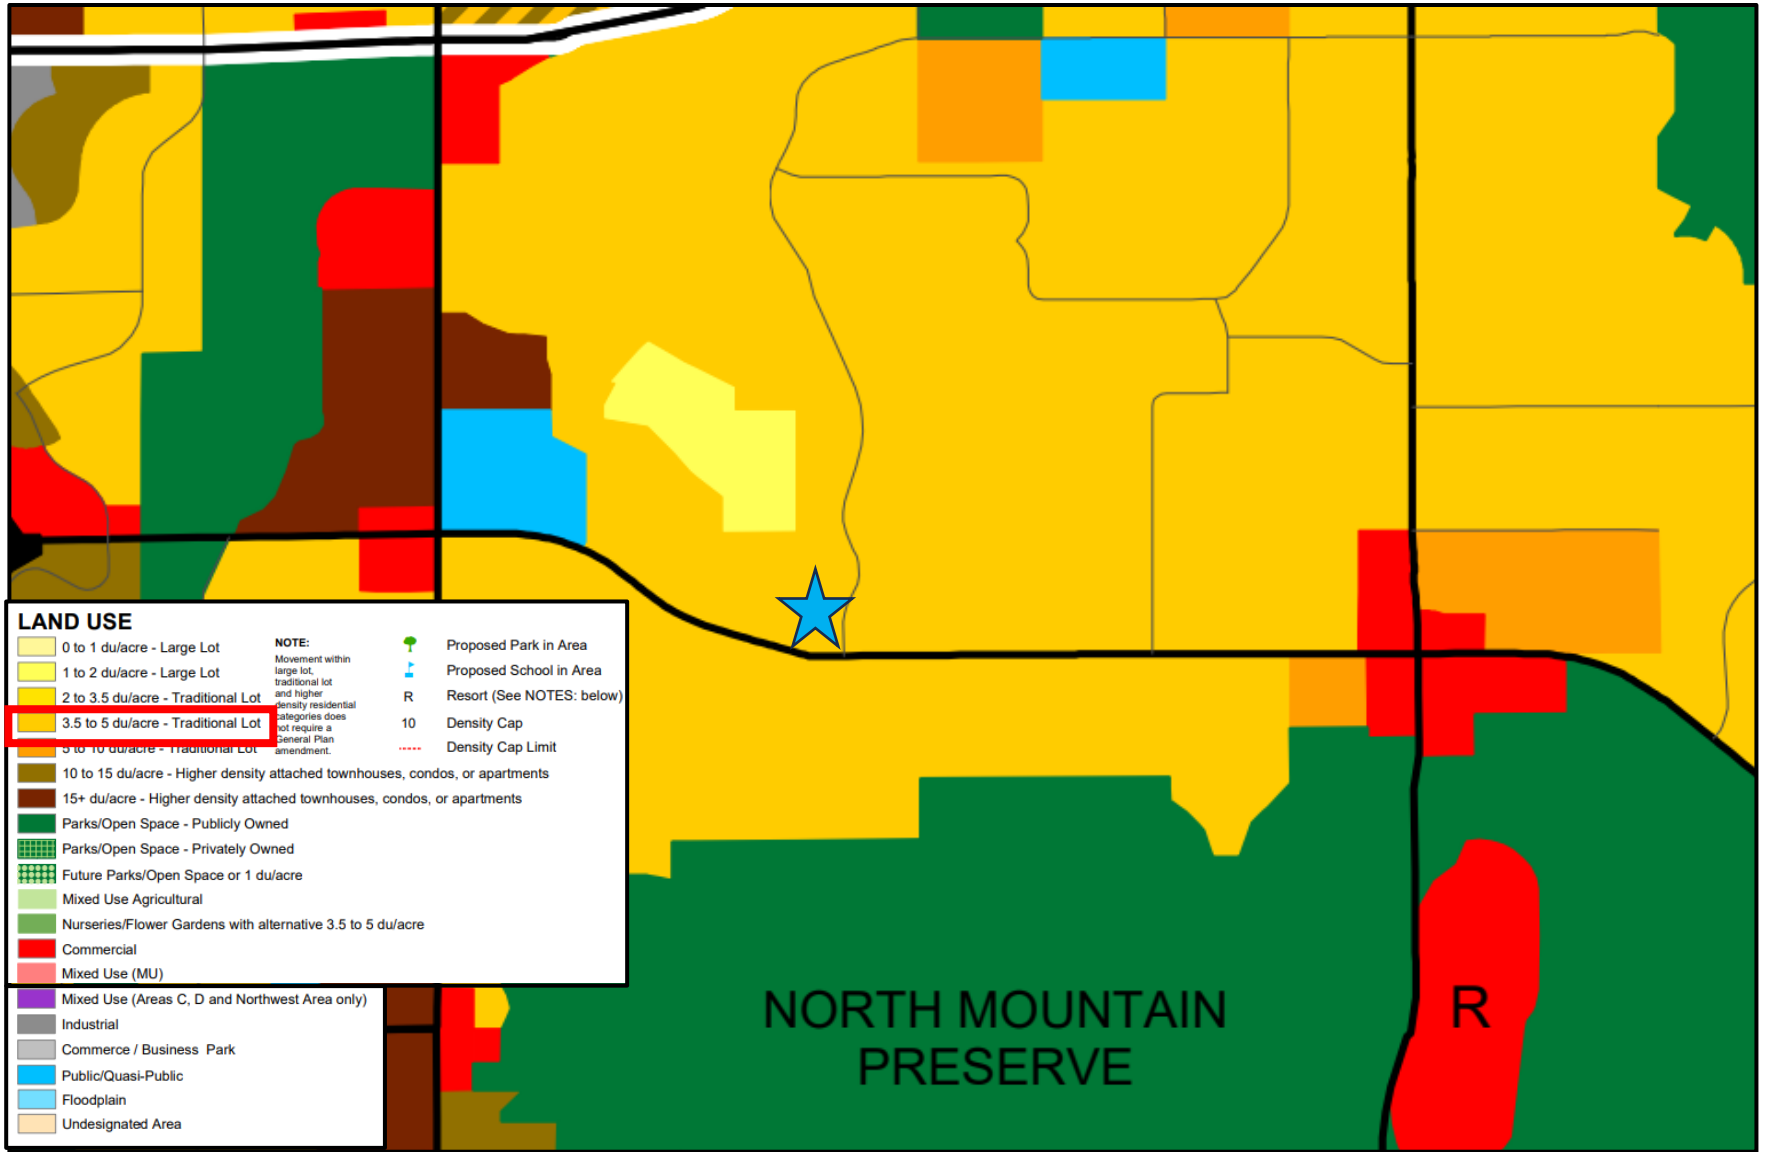 LAND USE
0 to 1 du/acre - Large Lot
1 to 2 du/acre - Large Lot
2 to 3.5 du/acre - Traditional Lot
3.5 to 5 du/acre - Traditional Lot
5 to 10 du/acre - Traditional Lot
10 to 15 du/acre - Higher density attached townhouses, condos, or apartments
15+ du/acre - Higher density attached townhouses, condos, or apartments
Parks/Open Space - Publicly Owned
Parks/Open Space - Privately Owned
Future Parks/Open Space or 1 du/acre
Mixed Use Agricultural
Nurseries/Flower Gardens with alternative 3.5 to 5 du/acre
Commercial
Mixed Use (MU)
Mixed Use (Areas C, D and Northwest Area only)
Industrial
Commerce / Business Park
Public/Quasi-Public
Floodplain
Undesignated Area
NOTE:
Movement within
large lot,
traditional lot
and higher
density residential
categories does
not require a
General Plan
amendment.
Proposed Park in Area
Proposed School in Area
R Resort (See NOTES: below)
10 Density Cap
Density Cap Limit
NORTH MOUNTAIN
PRESERVE
R